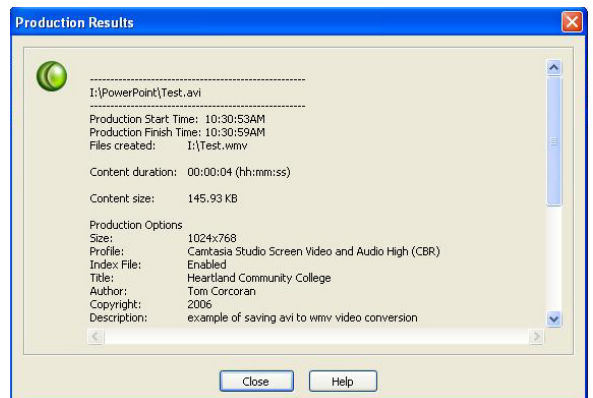 Production Results
------------------------------------------------------
I:\PowerPoint\Test.avi
------------------------------------------------------
Production Start Time: 10:30:53AM
Production Finish Time: 10:30:59AM
Files created: I:\Test.wmv
Content duration: 00:00:04 (hh:mm:ss)
Content size: 145.93 KB
Production Options
Size: 1024x768
Profile: Camtasia Studio Screen Video and Audio High (CBR)
Index File: Enabled
Title: Heartland Community College
Author: Tom Corcoran
Copyright: 2006
Description: example of saving avi to wmv video conversion
Close Help